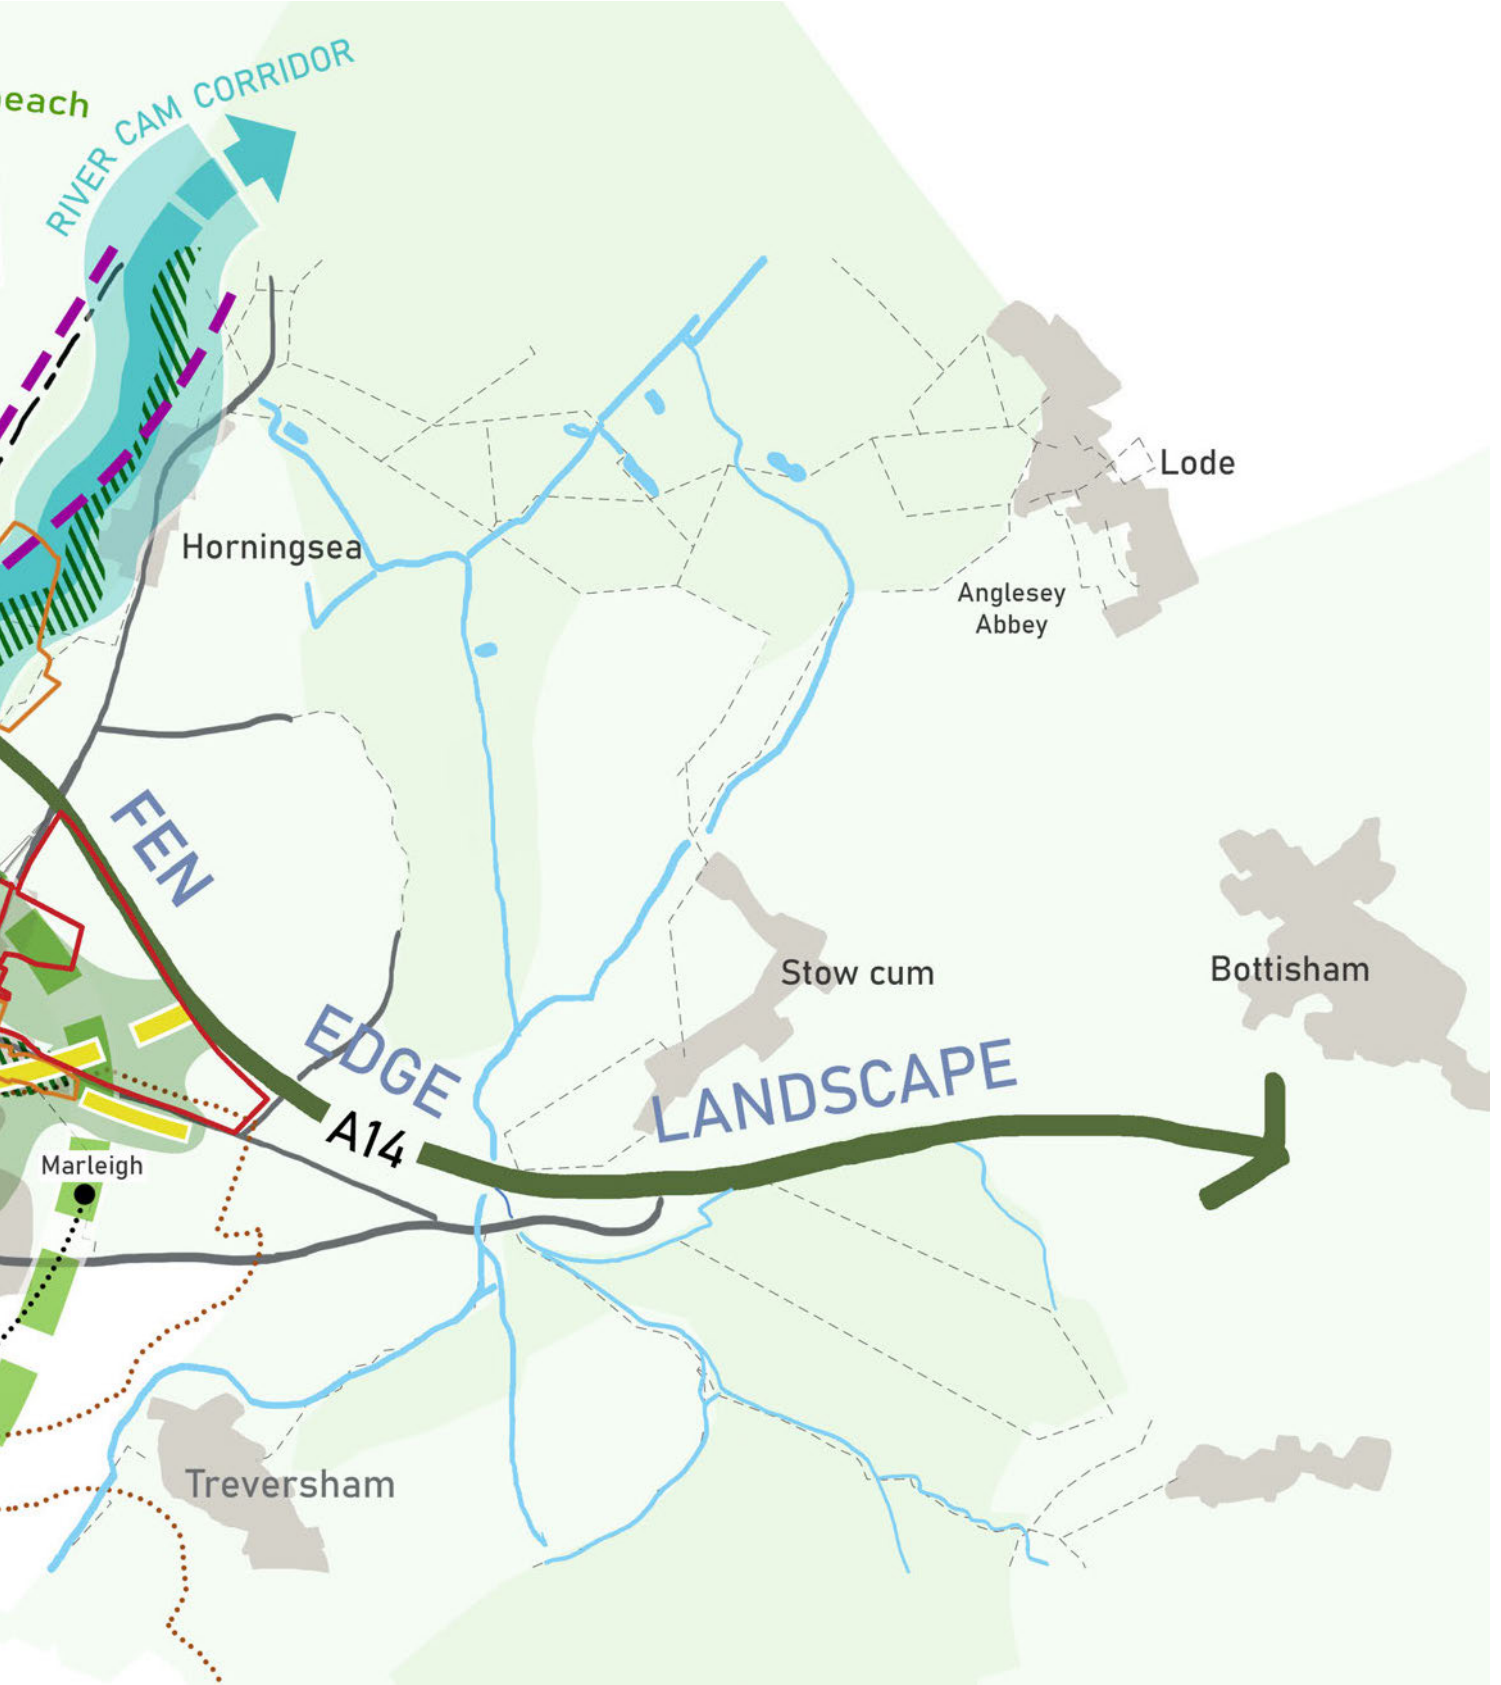 each
RIVER CAM CORRIDOR
Lode
Horningsea
Anglesey
Abbey
FEN
Stow cum
Bottisham
EDGE
LANDSCAPE
A14
Marleigh
Treversham